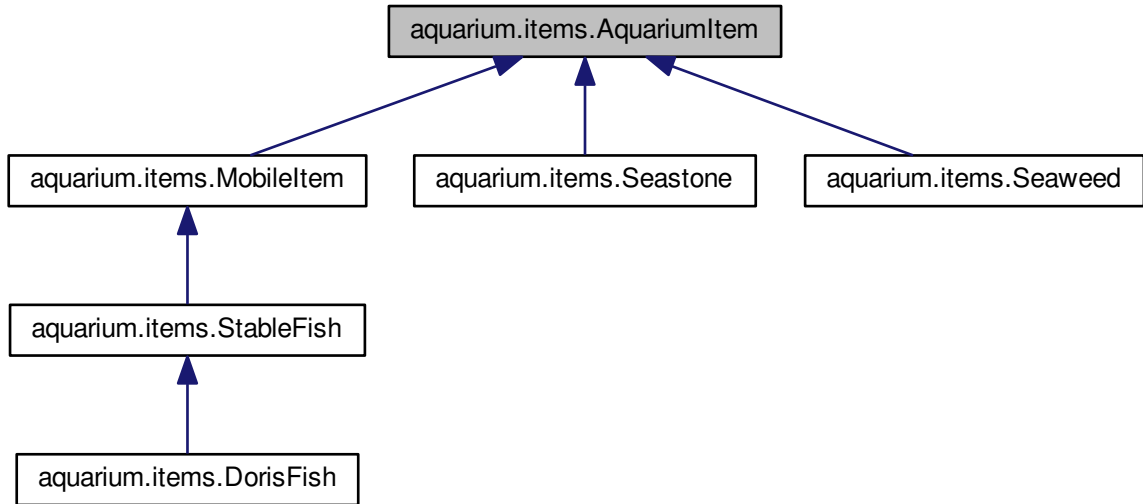 aquarium.items.AquariumItem
aquarium.items.MobileItem
aquarium.items.Seastone
aquarium.items.Seaweed
aquarium.items.StableFish
aquarium.items.DorisFish